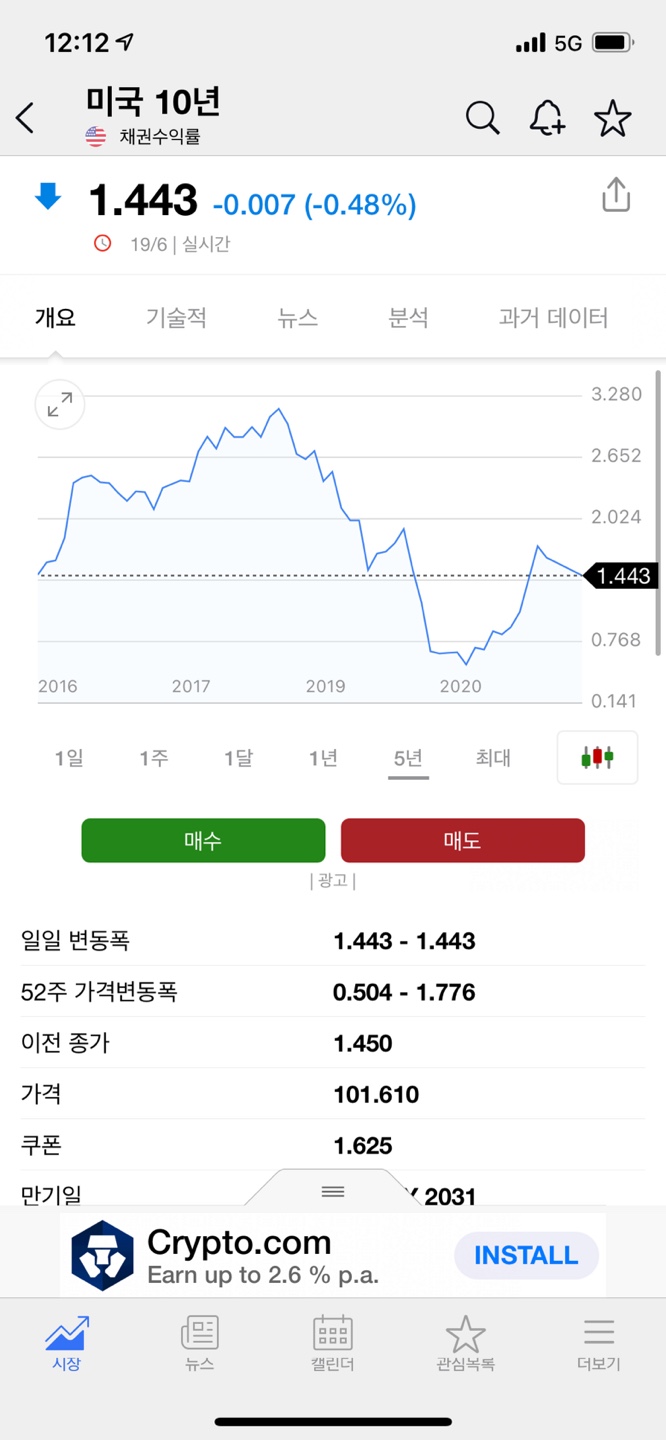 12:12 5G
미국 10년
채권수익률
1.443 -0.007 (-0.48%)
19/6 | 실시간
개요 기술적 뉴스 분석 과거 데이터
3.280
2.652
2.024
1.443
0.768
2016 2017 2019 2020
0.141
1일 1주 1달 1년 5년 최대
매수 매도
| 광고 |
일일 변동폭 1.443 - 1.443
52주 가격변동폭 0.504 - 1.776
이전 종가 1.450
가격 101.610
쿠폰 1.625
만기일 2031
Crypto.com
Earn up to 2.6 % p.a.
INSTALL
시장 뉴스 캘린더 관심목록 더보기